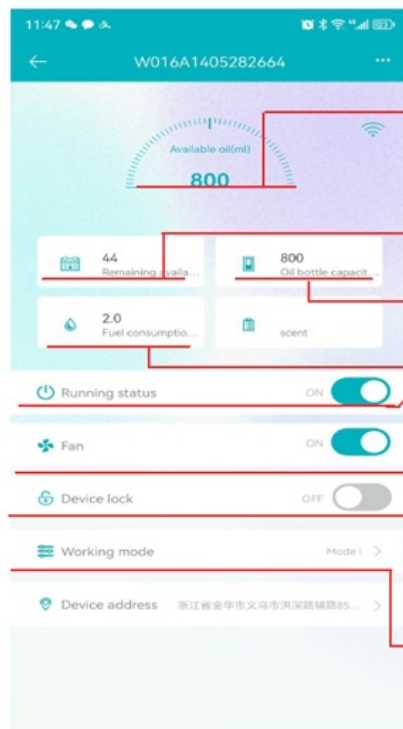 11:47
W016A1405282664
Available oil(ml)
800
44
Remaining availa...
800
Oil bottle capacit...
2.0
Fuel consumptio...
scent
Running status ON
Fan ON
Device lock OFF
Working mode Mode i
Device address 浙江省金华市义乌市洪深路辅路85...